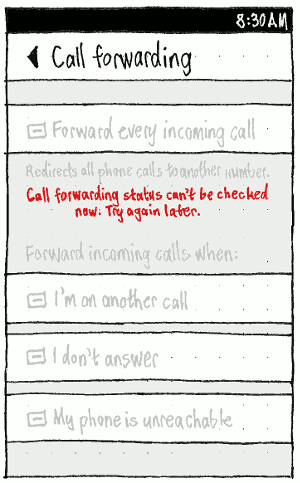 8:30AM
Call forwarding
Forward every incoming call
Redirects all phone calls to another number.
Call forwarding status can't be checked
now. Try again later.
Forward incoming calls when:
I'm on another call
I don't answer
My phone is unreachable